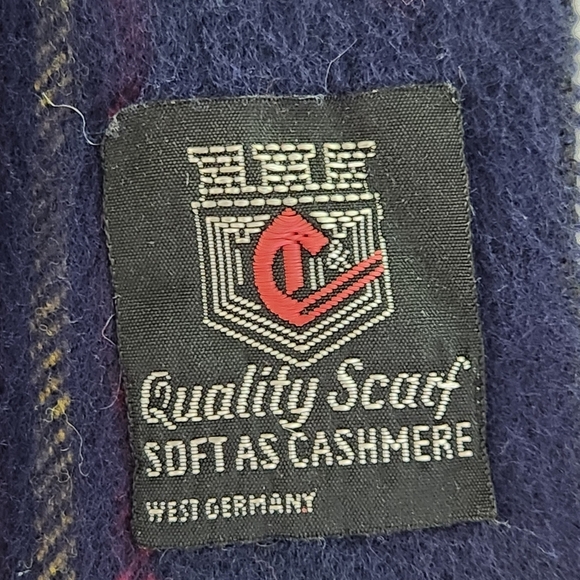 C&A
Quality Scarf
SOFT AS CASHMERE
WEST GERMANY